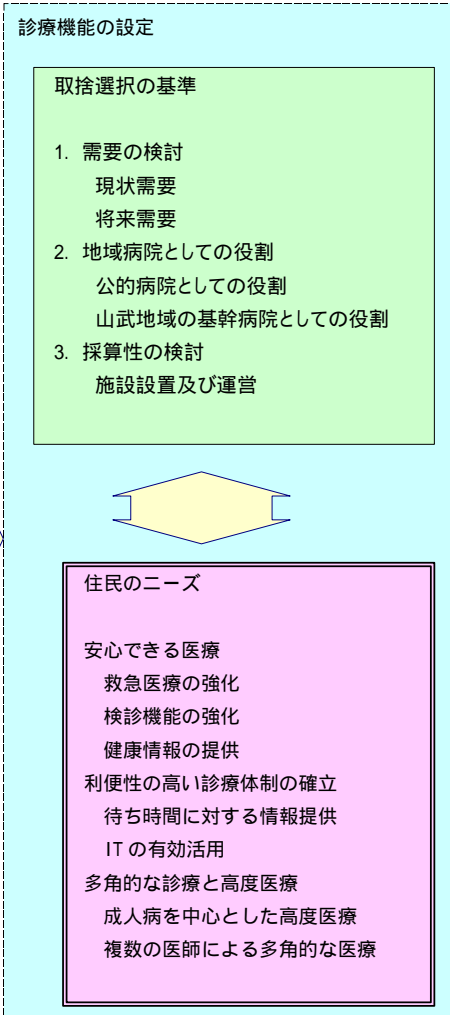 診療機能の設定
取捨選択の基準
1. 需要の検討
現状需要
将来需要
2. 地域病院としての役割
公的病院としての役割
山武地域の基幹病院としての役割
3. 採算性の検討
施設設置及び運営
住民のニーズ
安心できる医療
救急医療の強化
検診機能の強化
健康情報の提供
利便性の高い診療体制の確立
待ち時間に対する情報提供
ITの有効活用
多角的な診療と高度医療
成人病を中心とした高度医療
複数の医師による多角的な医療